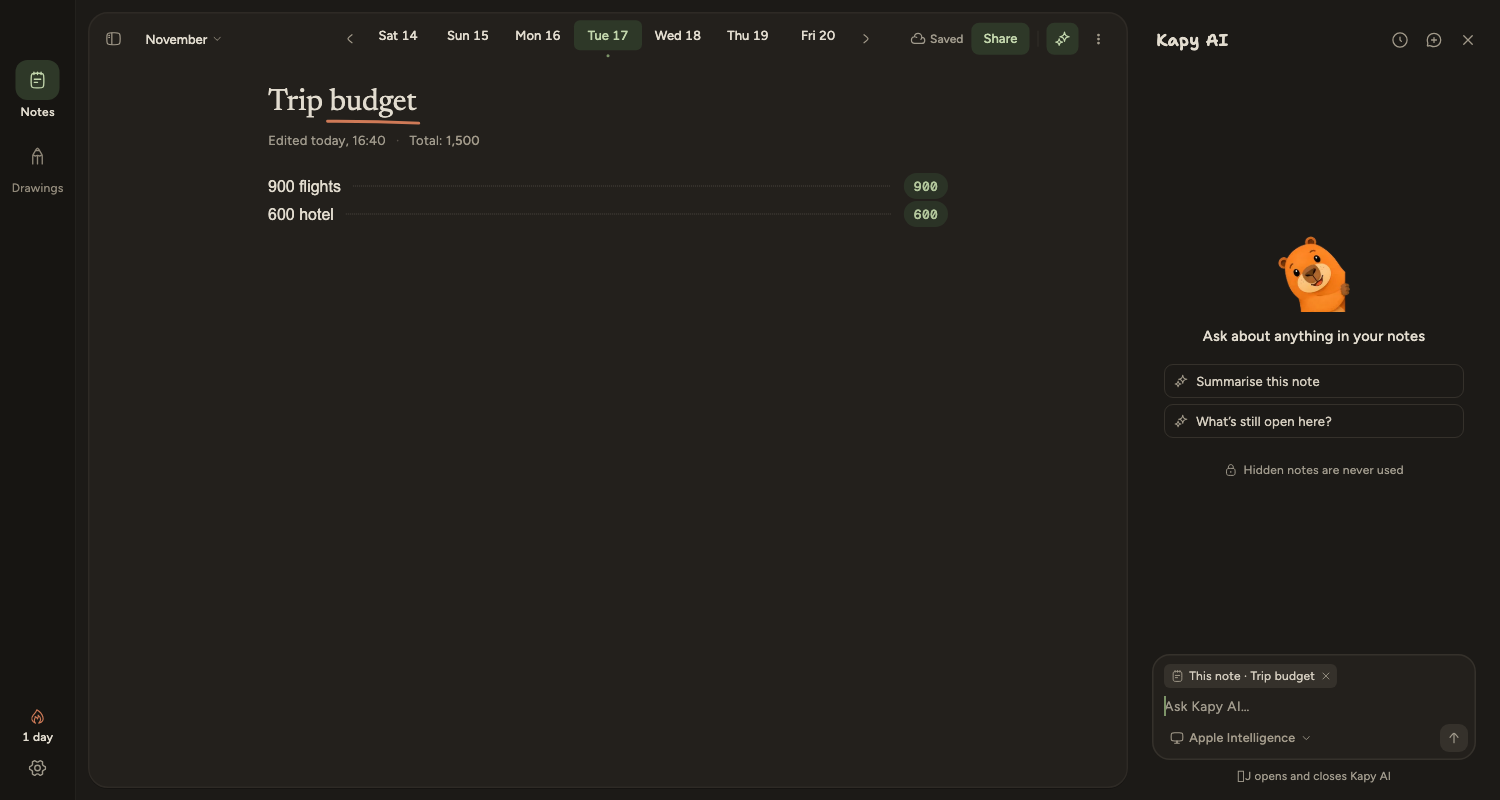 November
Sat 14 Sun 15 Mon 16 Tue 17 Wed 18 Thu 19 Fri 20
Saved
Share
Kapy AI
Notes
Drawings
Trip budget
Edited today, 16:40 · Total: 1,500
900 flights 900
600 hotel 600
Ask about anything in your notes
Summarise this note
What's still open here?
Hidden notes are never used
This note · Trip budget
Ask Kapy AI...
Apple Intelligence
J opens and closes Kapy AI
1 day